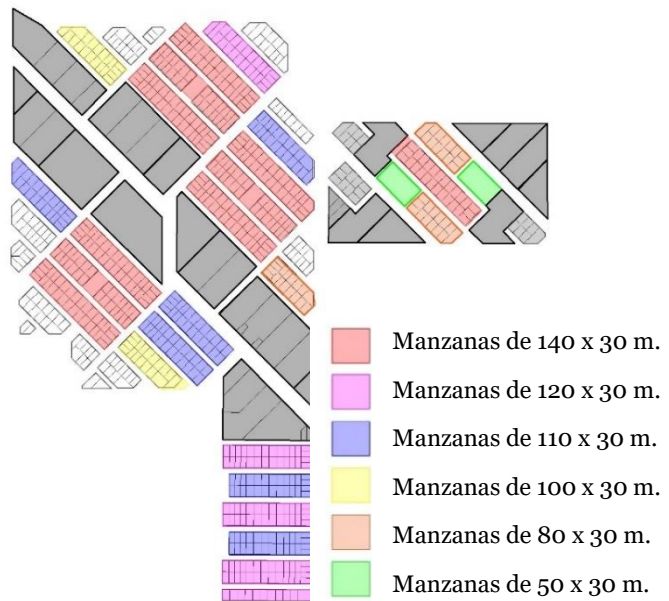 Manzanas de 140 x 30 m.
Manzanas de 120 x 30 m.
Manzanas de 110 x 30 m.
Manzanas de 100 x 30 m.
Manzanas de 80 x 30 m.
Manzanas de 50 x 30 m.